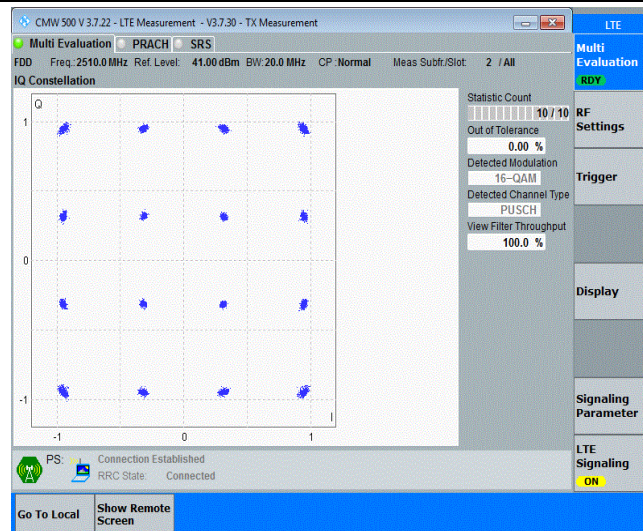 CMW 500 V 3.7.22 - LTE Measurement - V3.7.30 - TX Measurement
LTE
Multi Evaluation PRACH SRS
FDD Freq.: 2510.0 MHz Ref. Level: 41.00 dBm BW: 20.0 MHz CP : Normal Meas Subfr./Slot: 2 / All
IQ Constellation
Q
1
0
-1
I
-1 0 1
Statistic Count
10 / 10
Out of Tolerance
0.00 %
Detected Modulation
16-QAM
Detected Channel Type
PUSCH
View Filter Throughput
100.0 %
Multi
Evaluation
RDY
RF
Settings
Trigger
Display
Signaling
Parameter
LTE
Signaling
ON
PS: Connection Established
RRC State: Connected
Go To Local
Show Remote
Screen